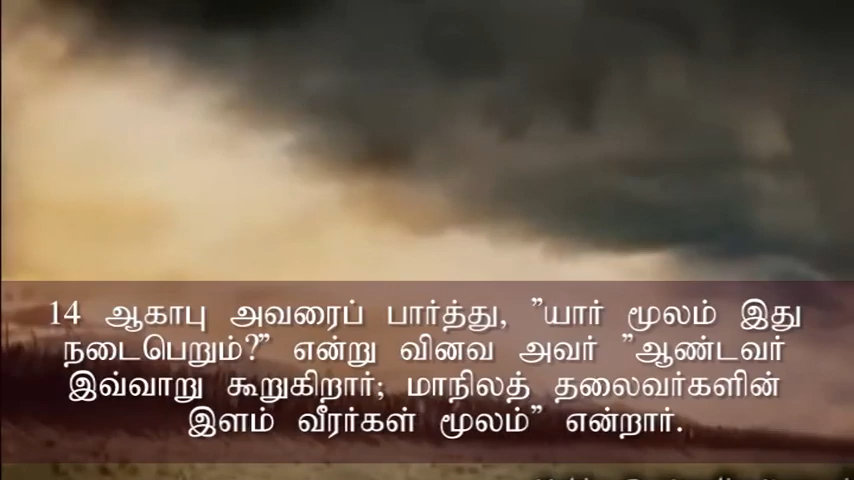 14 ஆகாபு அவரைப் பார்த்து, ”யார் மூலம் இது
நடைபெறும்?” என்று வினவ அவர் ”ஆண்டவர்
இவ்வாறு கூறுகிறார்; மாநிலத் தலைவர்களின்
இளம் வீரர்கள் மூலம்” என்றார்.